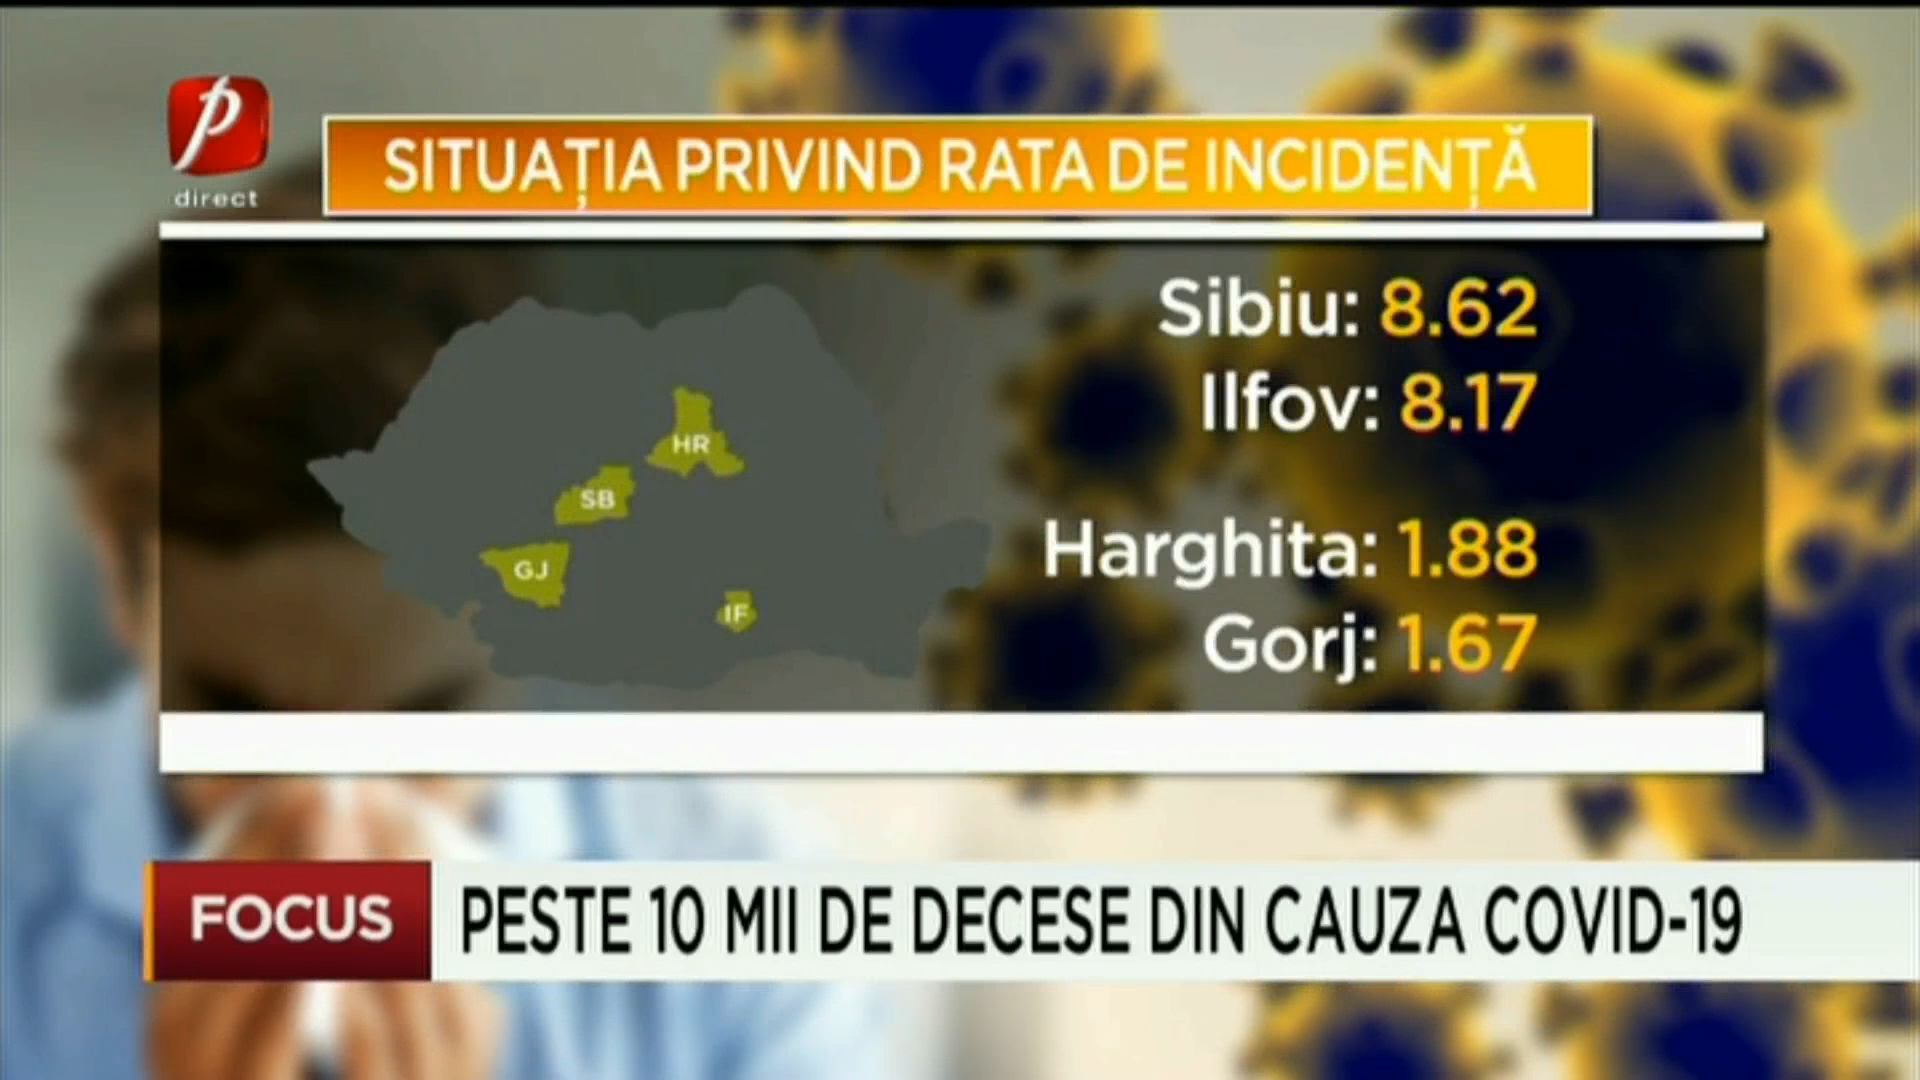 p
direct
SITUAȚIA PRIVIND RATA DE INCIDENȚĂ
Sibiu: 8.62
Ilfov: 8.17
Harghita: 1.88
Gorj: 1.67
HR
SB
GJ
IF
FOCUS
PESTE 10 MII DE DECESE DIN CAUZA COVID-19